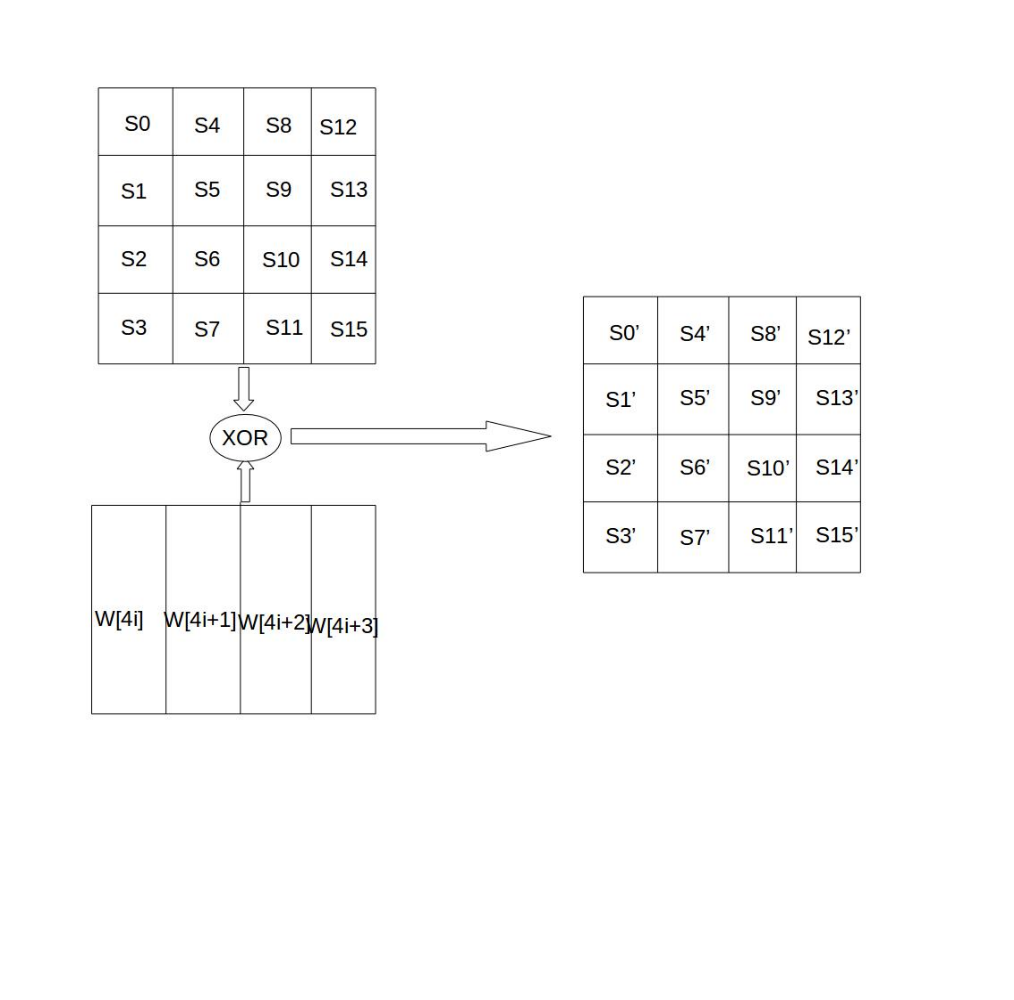 S0 S4 S8 S12
S1 S5 S9 S13
S2 S6 S10 S14
S3 S7 S11 S15
XOR
W[4i] W[4i+1] W[4i+2] W[4i+3]
S0’ S4’ S8’ S12’
S1’ S5’ S9’ S13’
S2’ S6’ S10’ S14’
S3’ S7’ S11’ S15’